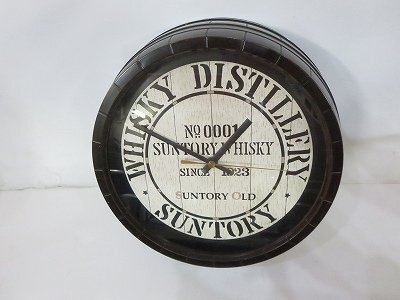 WHISKY DISTILLERY
No 0001
SUNTORY WHISKY
SINCE 1923
SUNTORY OLD
SUNTORY